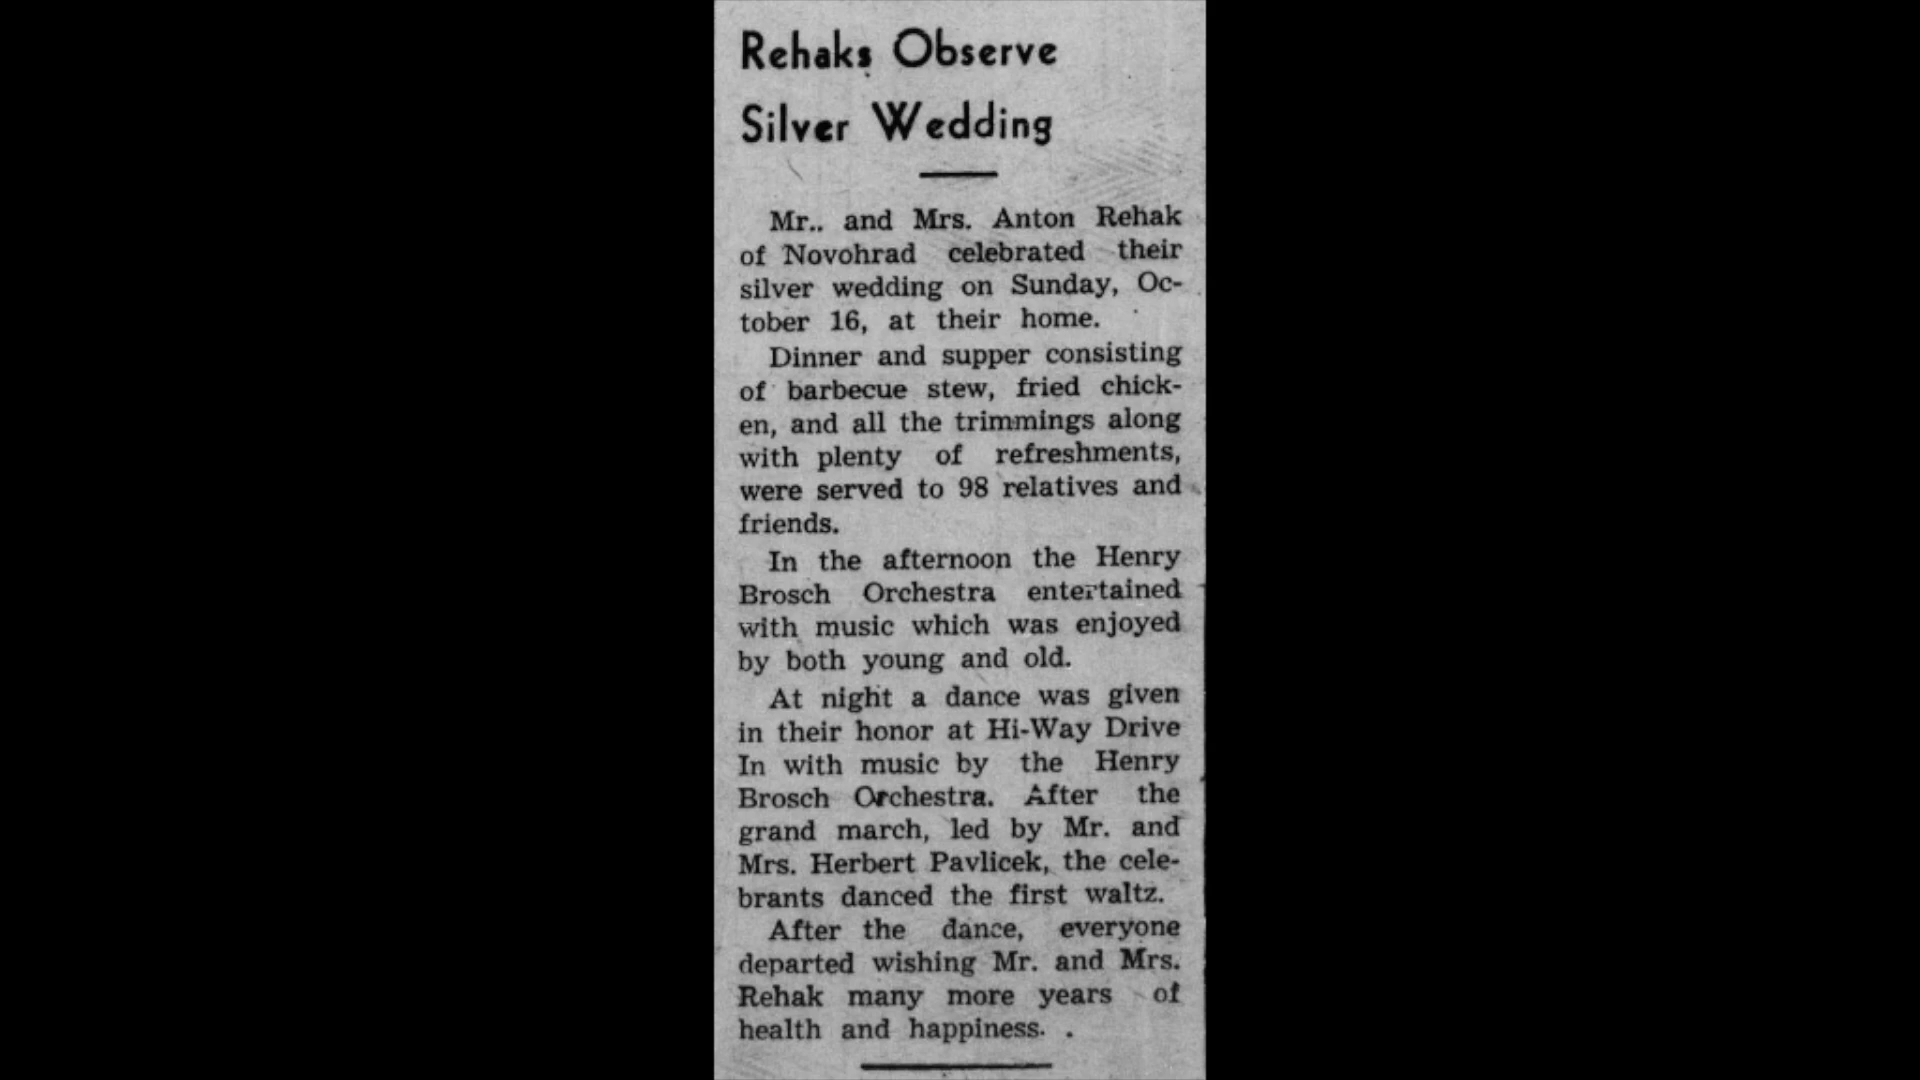 Rehaks Observe
Silver Wedding
Mr.. and Mrs. Anton Rehak
of Novohrad celebrated their
silver wedding on Sunday, Oc-
tober 16, at their home.
Dinner and supper consisting
of barbecue stew, fried chick-
en, and all the trimmings along
with plenty of refreshments,
were served to 98 relatives and
friends.
In the afternoon the Henry
Brosch Orchestra entertained
with music which was enjoyed
by both young and old.
At night a dance was given
in their honor at Hi-Way Drive
In with music by the Henry
Brosch Orchestra. After the
grand march, led by Mr. and
Mrs. Herbert Pavlicek, the cele-
brants danced the first waltz.
After the dance, everyone
departed wishing Mr. and Mrs.
Rehak many more years of
health and happiness. .